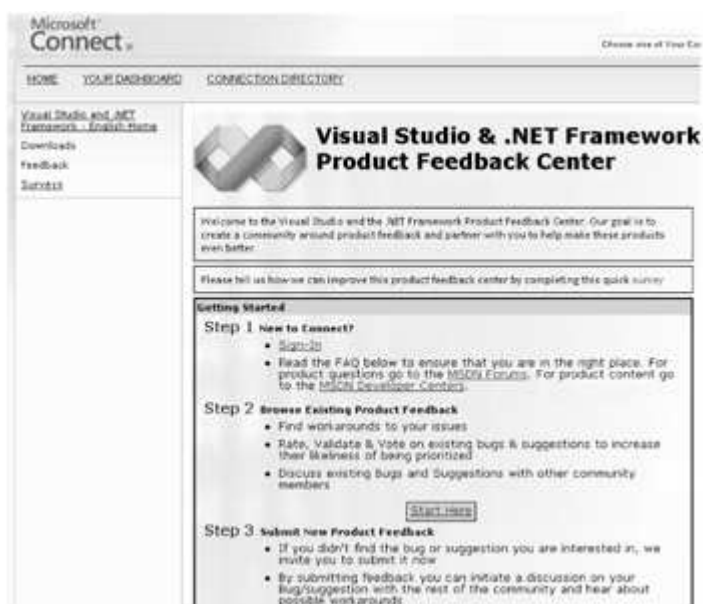 Microsoft
Connect
Choose one of Your
HOME YOUR DASHBOARD CONNECTION DIRECTORY
Visual Studio and .NET
Framework - English Home
Downloads
Feedback
Surveys
Visual Studio & .NET Framework
Product Feedback Center
Welcome to the Visual Studio and the .NET Framework Product Feedback Center. Our goal is to
create a community around product feedback and partner with you to help make these products
even better.
Please tell us how we can improve this product feedback center by completing this quick survey
Getting Started
Step 1 New to Connect?
• Sign-In
• Read the FAQ below to ensure that you are in the right place. For
product questions go to the MSDN Forums. For product content go
to the MSDN Developer Centers.
Step 2 Browse Existing Product Feedback
• Find workarounds to your issues
• Rate, Validate & Vote on existing bugs & suggestions to increase
their likeliness of being prioritized
• Discuss existing Bugs and Suggestions with other community
members
Start Here
Step 3 Submit New Product Feedback
• If you didn't find the bug or suggestion you are interested in, we
invite you to submit it now
• By submitting feedback you can initiate a discussion on your
Bug/suggestion with the rest of the community and hear about
possible workarounds